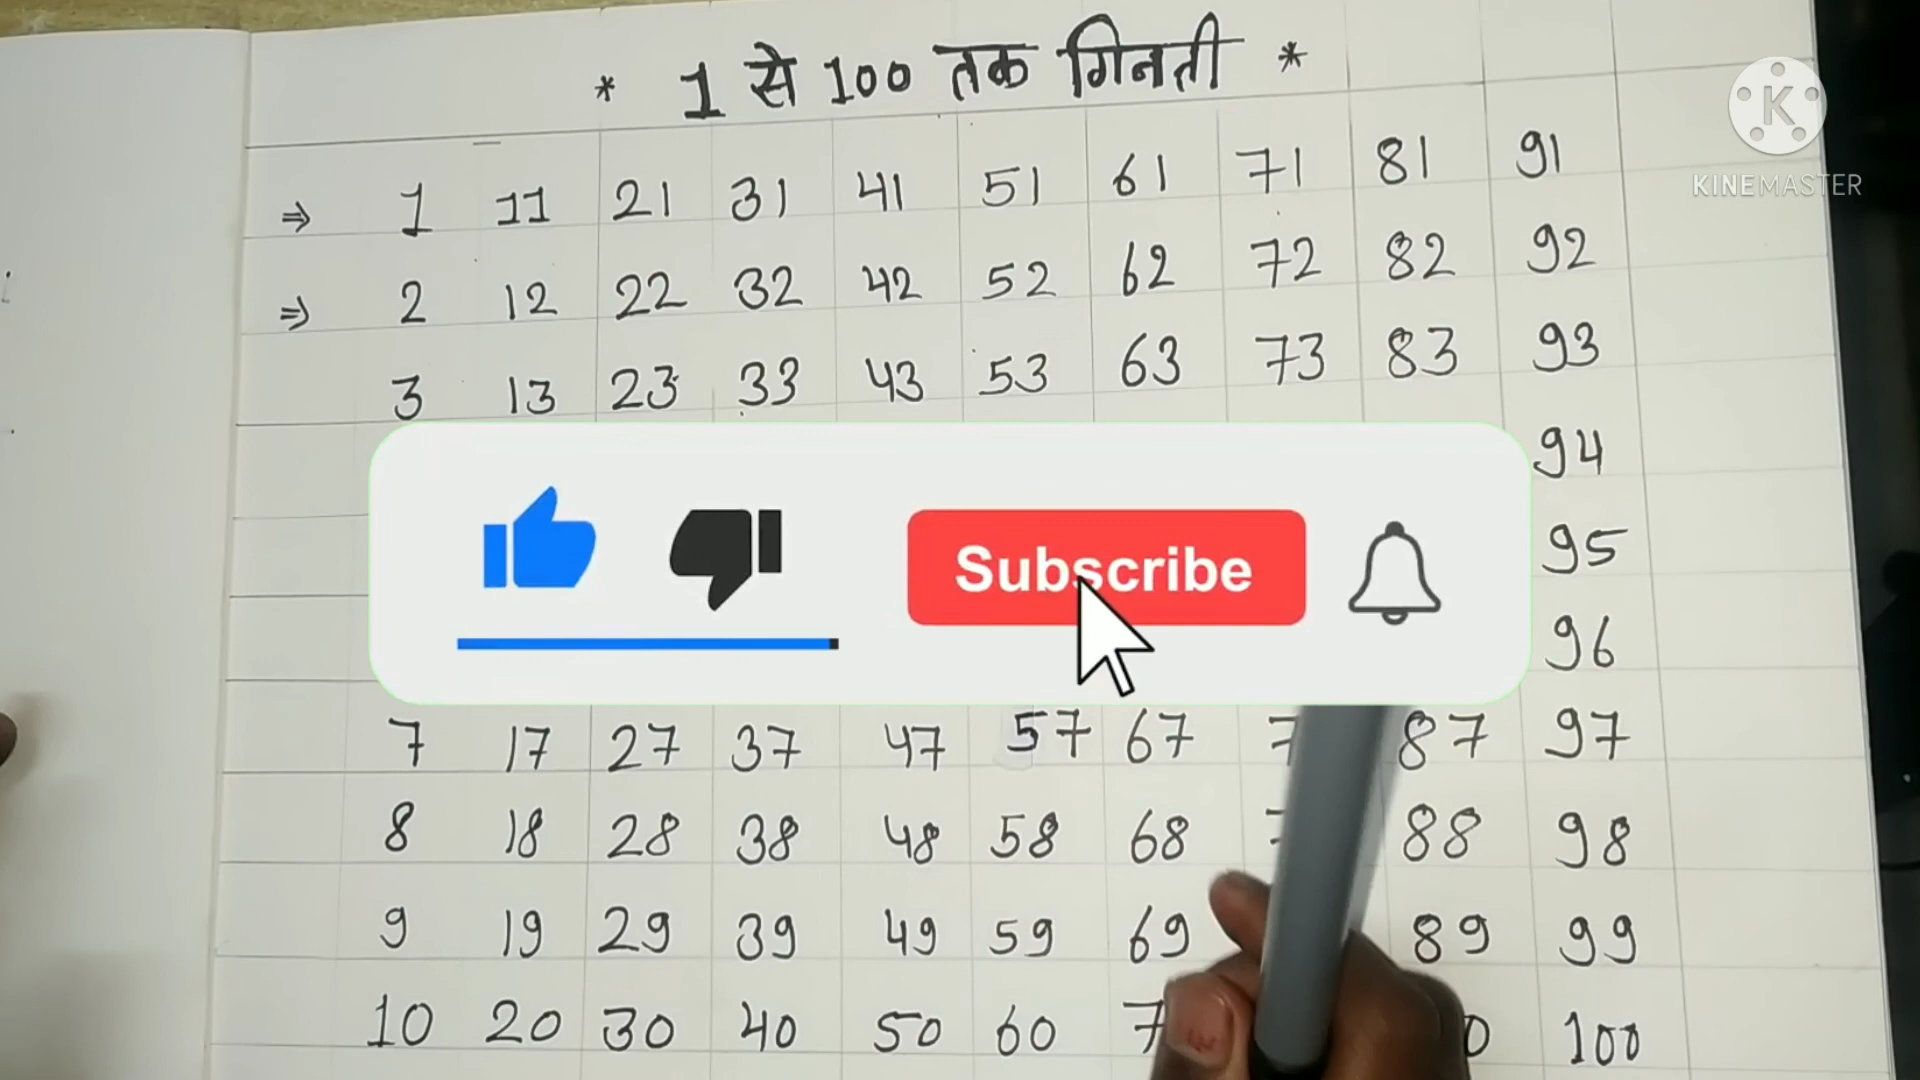 * 1 से 100 तक गिनती *
KINEMASTER
⇒ 1 11 21 31 41 51 61 71 81 91
⇒ 2 12 22 32 42 52 62 72 82 92
3 13 23 33 43 53 63 73 83 93
94
Subscribe
95
96
7 17 27 37 47 57 67 7 87 97
8 18 28 38 48 58 68 88 98
9 19 29 39 49 59 69 89 99
10 20 30 40 50 60 7 0 100